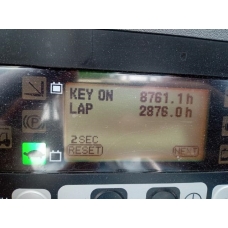 KEY ON 8761.1h
LAP 2876.0h
2SEC
RESET NEXT